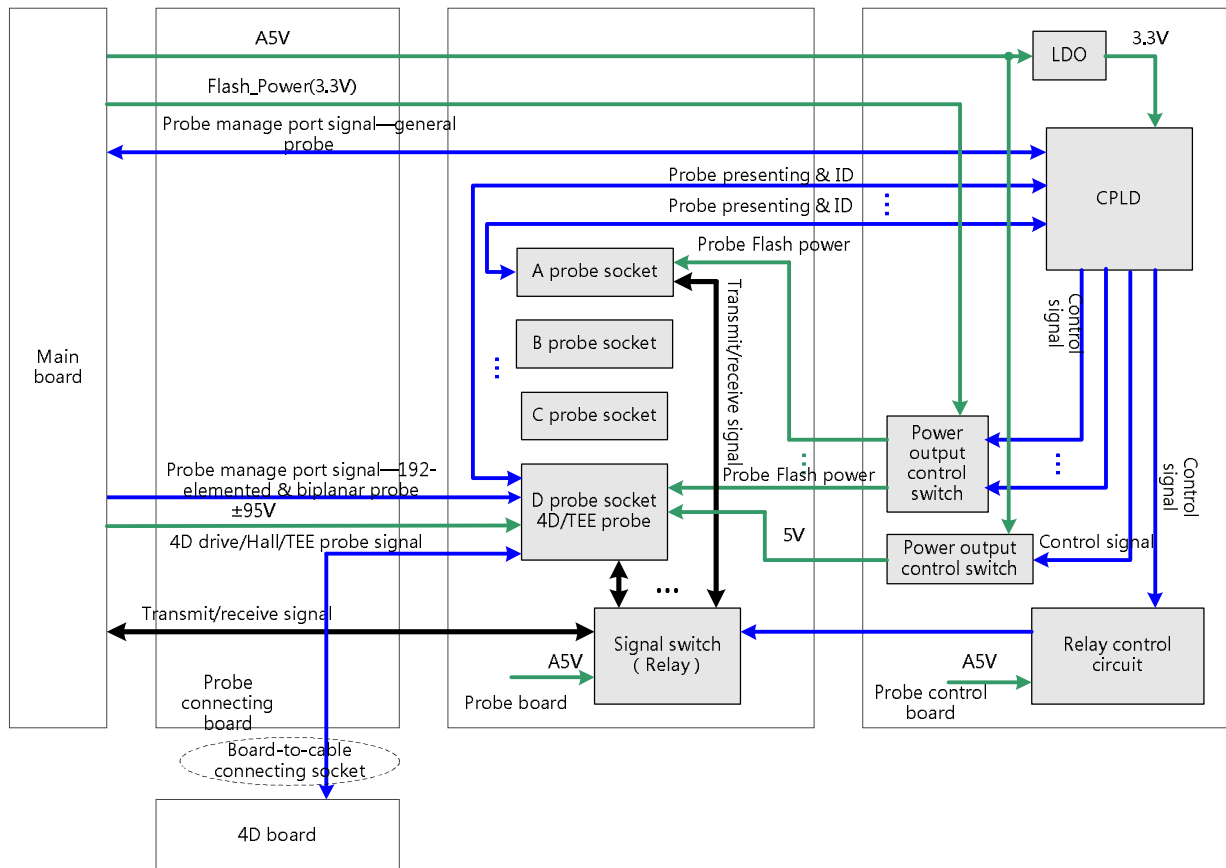 A5V
3.3V
LDO
Flash_Power(3.3V)
Probe manage port signal—general
probe
Probe presenting & ID
Probe presenting & ID
CPLD
Probe Flash power
A probe socket
Transmit/receive signal
Control
signal
B probe socket
Main
board
C probe socket
Power
output
control
switch
Probe manage port signal—192-
elemented & biplanar probe
Probe Flash power
D probe socket
4D/TEE probe
Control
signal
±95V
4D drive/Hall/TEE probe signal
5V
Power output
control switch
Control signal
Transmit/receive signal
Signal switch
( Relay )
Relay control
circuit
A5V
A5V
Probe
connecting
board
Probe board
Probe control
board
Board-to-cable
connecting socket
4D board